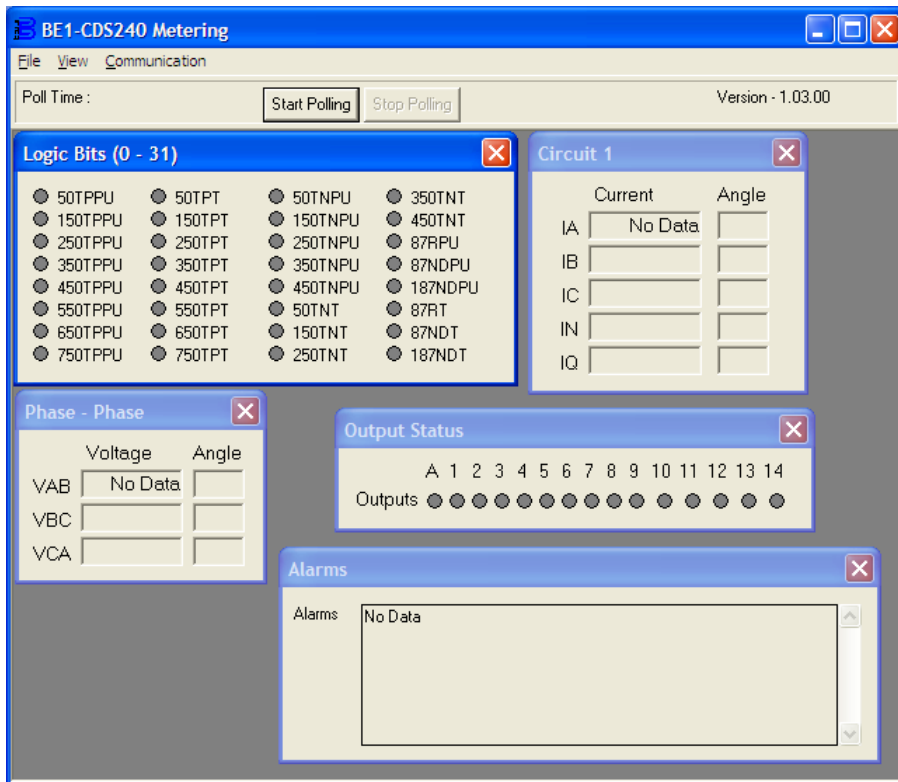 BE1-CDS240 Metering
File View Communication
Poll Time :
Start Polling
Stop Polling
Version - 1.03.00
Logic Bits (0 - 31)
50TPPU 50TPT 50TNPU 350TNT
150TPPU 150TPT 150TNPU 450TNT
250TPPU 250TPT 250TNPU 87RPU
350TPPU 350TPT 350TNPU 87NDPU
450TPPU 450TPT 450TNPU 187NDPU
550TPPU 550TPT 50TNT 87RT
650TPPU 650TPT 150TNT 87NDT
750TPPU 750TPT 250TNT 187NDT
Circuit 1
Current Angle
IA No Data
IB
IC
IN
IQ
Phase - Phase
Voltage Angle
VAB No Data
VBC
VCA
Output Status
A 1 2 3 4 5 6 7 8 9 10 11 12 13 14
Outputs
Alarms
Alarms No Data